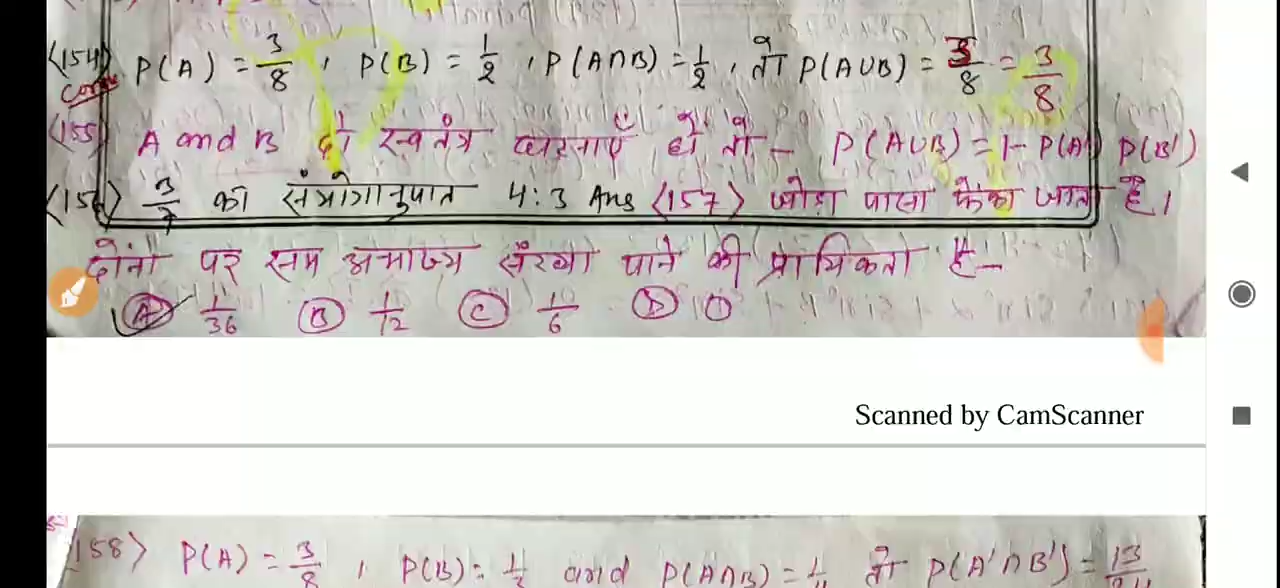 <154> P(A) = 3/8 , P(B) = 1/2 , P(A∩B) = 1/2 , तो P(A∪B) = 5/8 = 3/8
<155) A and B दो स्वतंत्र घटनाएँ हो तो - P(A∪B) = 1- P(A') P(B')
<156) 3/7 का संयोगानुपात 4:3 Ans <157> जोड़ा पासा फेंका जाता है।
दोनों पर सम अभाज्य संख्या पाने की प्रायिकता है-
(A) 1/36 (B) 1/12 (C) 1/6 (D) 0
Scanned by CamScanner
158> P(A) = 3/8 , P(B) = and P(A∩B) = तो P(A'∩B') =